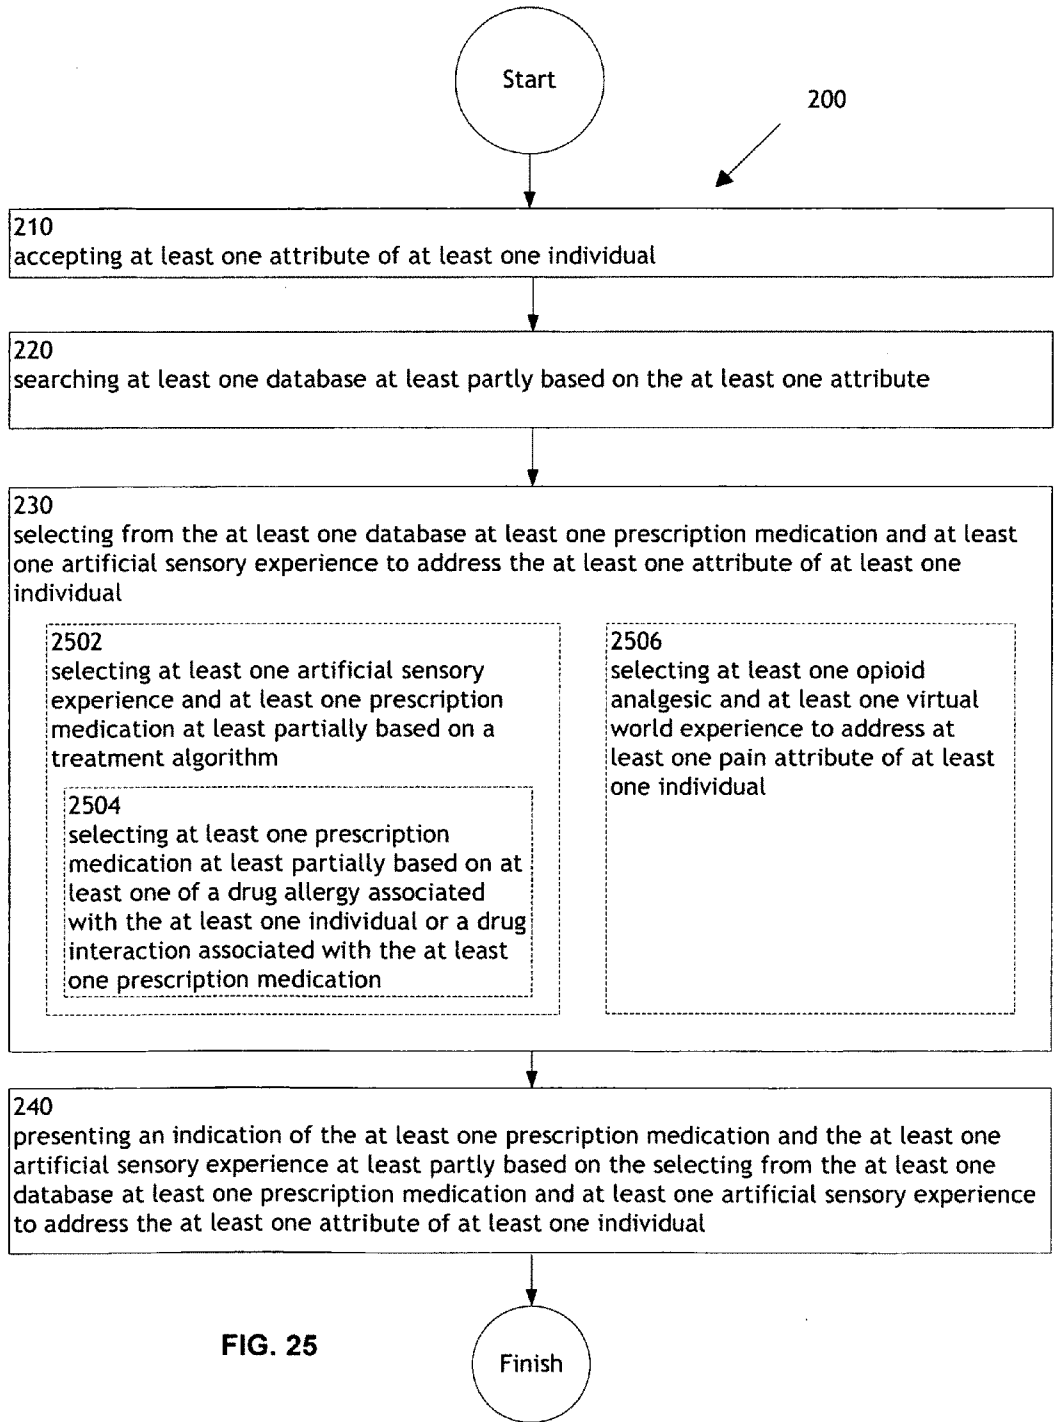 Start
200
210
accepting at least one attribute of at least one individual
220
searching at least one database at least partly based on the at least one attribute
230
selecting from the at least one database at least one prescription medication and at least
one artificial sensory experience to address the at least one attribute of at least one
individual
2502
selecting at least one artificial sensory
experience and at least one prescription
medication at least partially based on a
treatment algorithm
2504
selecting at least one prescription
medication at least partially based on at
least one of a drug allergy associated
with the at least one individual or a drug
interaction associated with the at least
one prescription medication
2506
selecting at least one opioid
analgesic and at least one virtual
world experience to address at
least one pain attribute of at least
one individual
240
presenting an indication of the at least one prescription medication and the at least one
artificial sensory experience at least partly based on the selecting from the at least one
database at least one prescription medication and at least one artificial sensory experience
to address the at least one attribute of at least one individual
FIG. 25
Finish